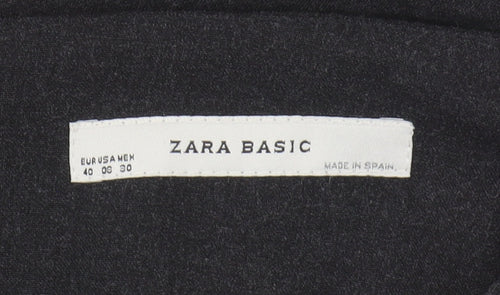 ZARA BASIC
EUR USA MEX
40 08 30
MADE IN SPAIN